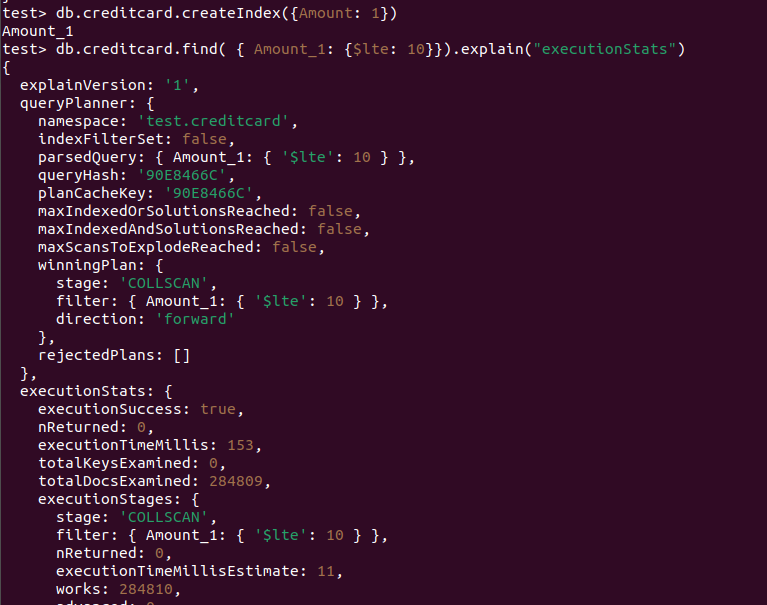 test> db.creditcard.createIndex({Amount: 1})
Amount_1
test> db.creditcard.find( { Amount_1: {$lte: 10}}).explain("executionStats")
{
  explainVersion: '1',
  queryPlanner: {
    namespace: 'test.creditcard',
    indexFilterSet: false,
    parsedQuery: { Amount_1: { '$lte': 10 } },
    queryHash: '90E8466C',
    planCacheKey: '90E8466C',
    maxIndexedOrSolutionsReached: false,
    maxIndexedAndSolutionsReached: false,
    maxScansToExplodeReached: false,
    winningPlan: {
      stage: 'COLLSCAN',
      filter: { Amount_1: { '$lte': 10 } },
      direction: 'forward'
    },
    rejectedPlans: []
  },
  executionStats: {
    executionSuccess: true,
    nReturned: 0,
    executionTimeMillis: 153,
    totalKeysExamined: 0,
    totalDocsExamined: 284809,
    executionStages: {
      stage: 'COLLSCAN',
      filter: { Amount_1: { '$lte': 10 } },
      nReturned: 0,
      executionTimeMillisEstimate: 11,
      works: 284810,